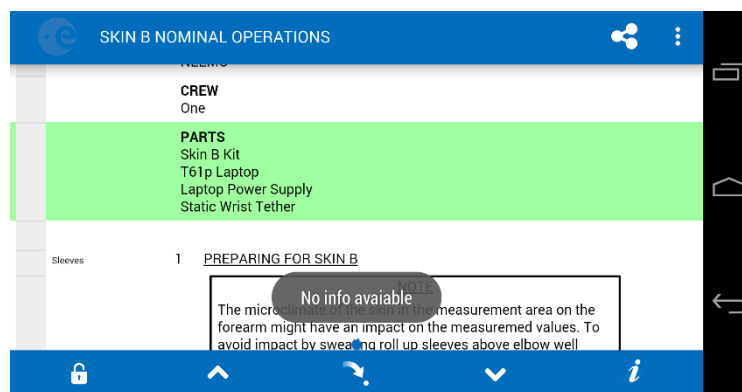 SKIN B NOMINAL OPERATIONS
CREW
One
PARTS
Skin B Kit
T61p Laptop
Laptop Power Supply
Static Wrist Tether
Sleeves
1 PREPARING FOR SKIN B
NOTE
No info avaiable
The microclimate of the skin in the measurement area on the
forearm might have an impact on the measuremed values. To
avoid impact by sweating roll up sleeves above elbow well